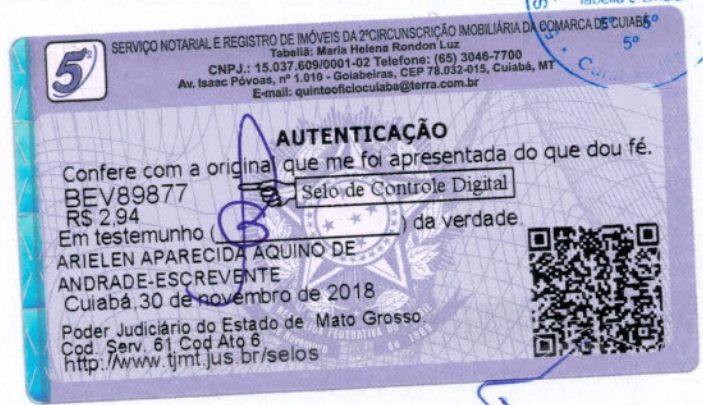 5º
SERVIÇO NOTARIAL E REGISTRO DE IMÓVEIS DA 2ªCIRCUNSCRIÇÃO IMOBILIÁRIA DA COMARCA DE CUIABÁ
Tabeliã: Maria Helena Rondon Luz
CNPJ.: 15.037.609/0001-02 Telefone: (65) 3046-7700
Av. Isaac Póvoas, nº 1.010 - Goiabeiras, CEP 78.032-015, Cuiabá, MT
E-mail: quintooficiocuiaba@terra.com.br
5º 5º
5º
AUTENTICAÇÃO
Confere com a original que me foi apresentada do que dou fé.
BEV89877
Selo de Controle Digital
R$ 2,94
Em testemunho ( ) da verdade.
ARIELEN APARECIDA AQUINO DE
ANDRADE-ESCREVENTE
Cuiabá,30 de novembro de 2018
Poder Judiciário do Estado de Mato Grosso
Cod. Serv. 61 Cod Ato 6
http://www.tjmt.jus.br/selos